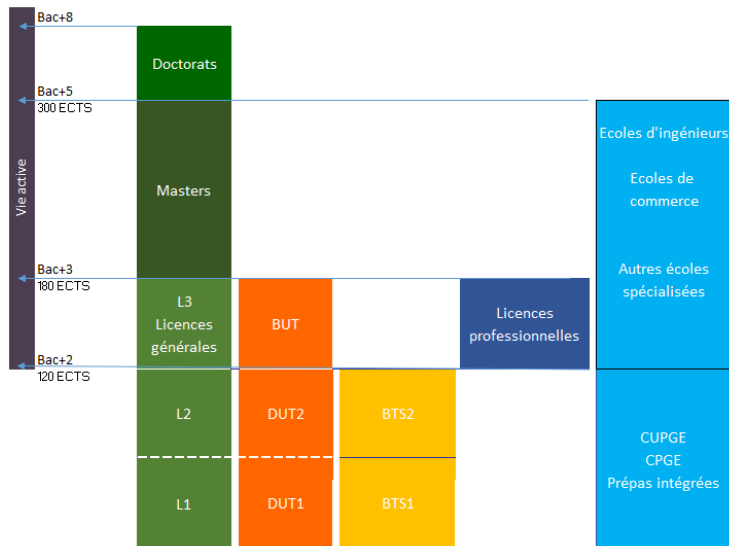 Bac+8
Doctorats
Bac+5
300 ECTS
Ecoles d'ingénieurs
Ecoles de
commerce
Masters
Vie active
Bac+3
180 ECTS
Autres écoles
spécialisées
L3
Licences
générales
BUT
Licences
professionnelles
Bac+2
120 ECTS
L2
DUT2
BTS2
CUPGE
CPGE
Prépas intégrées
L1
DUT1
BTS1